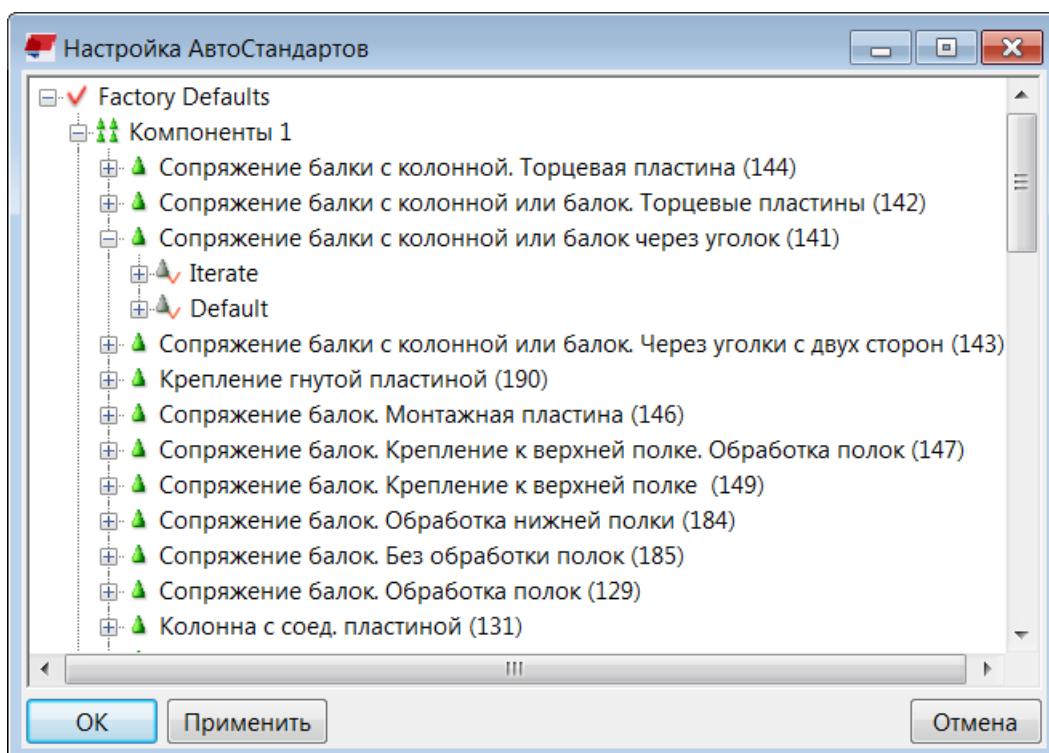 Настройка АвтоСтандартов
Factory Defaults
Компоненты 1
Сопряжение балки с колонной. Торцевая пластина (144)
Сопряжение балки с колонной или балок. Торцевые пластины (142)
Сопряжение балки с колонной или балок через уголок (141)
Iterate
Default
Сопряжение балки с колонной или балок. Через уголки с двух сторон (143)
Крепление гнутой пластиной (190)
Сопряжение балок. Монтажная пластина (146)
Сопряжение балок. Крепление к верхней полке. Обработка полок (147)
Сопряжение балок. Крепление к верхней полке (149)
Сопряжение балок. Обработка нижней полки (184)
Сопряжение балок. Без обработки полок (185)
Сопряжение балок. Обработка полок (129)
Колонна с соед. пластиной (131)
OK Применить Отмена